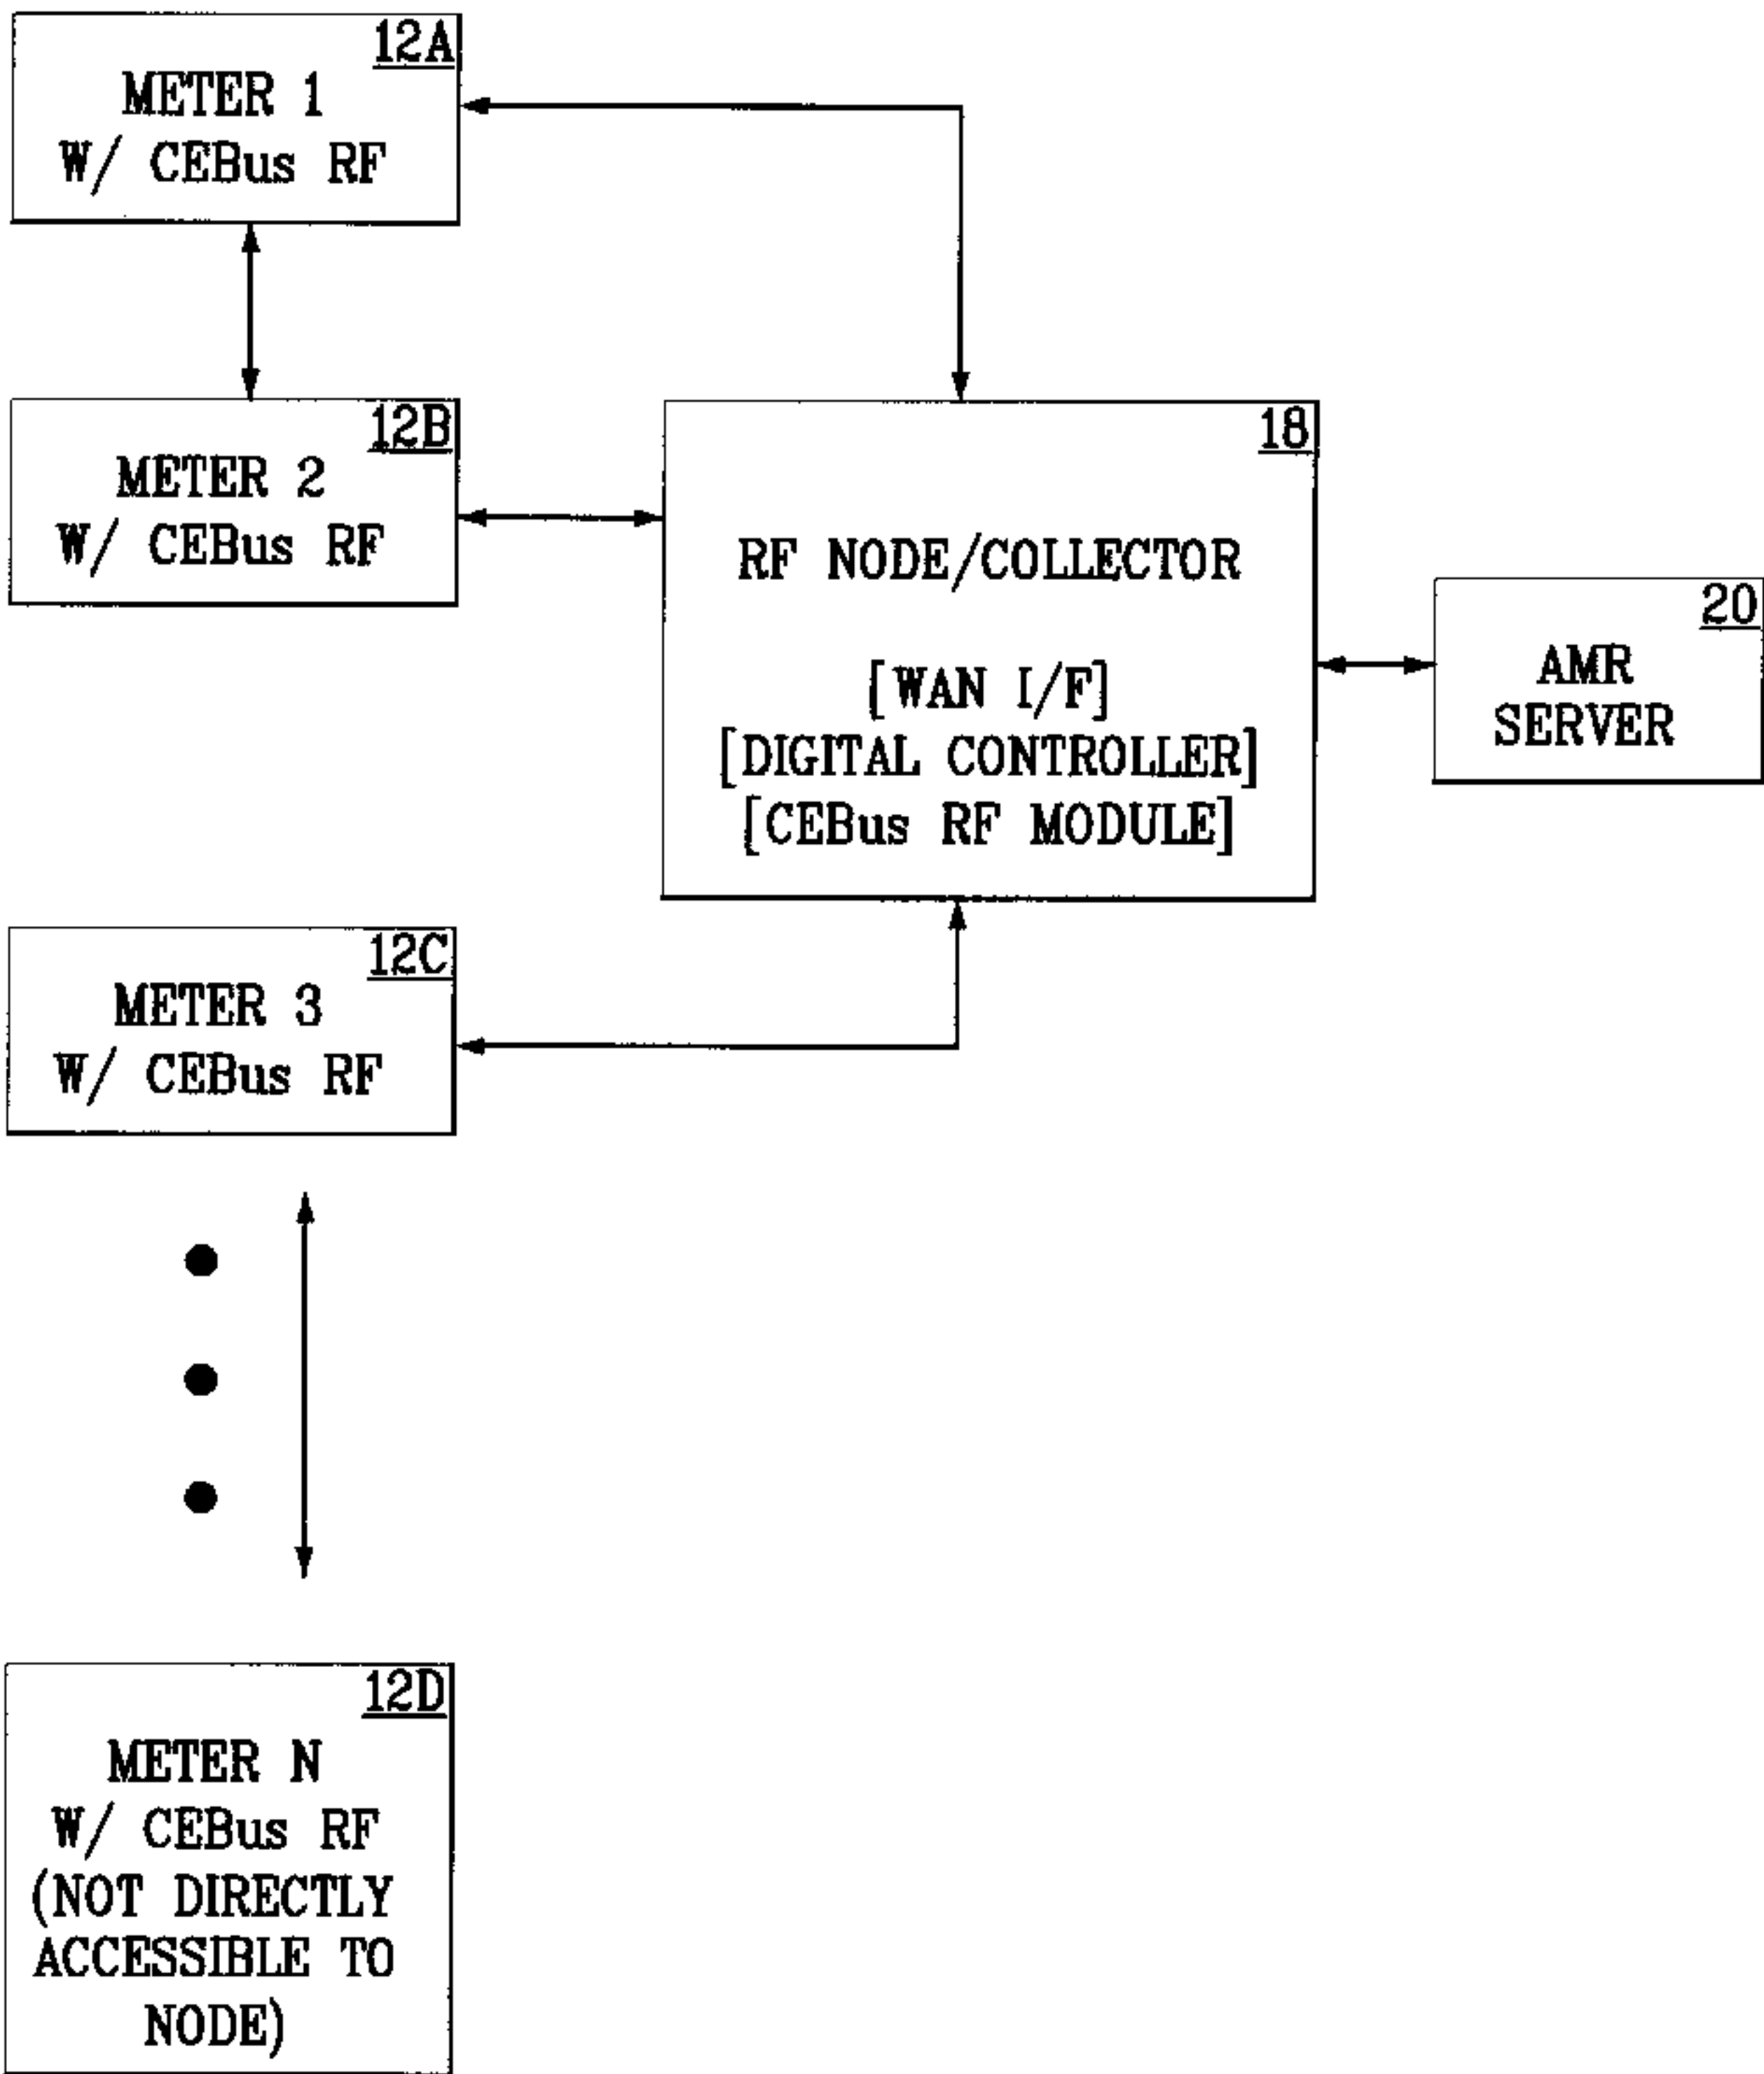 12A
METER 1
W/ CEBus RF
12B
METER 2
W/ CEBus RF
18
RF NODE/COLLECTOR
[WAN I/F]
[DIGITAL CONTROLLER]
[CEBus RF MODULE]
20
AMR
SERVER
12C
METER 3
W/ CEBus RF
12D
METER N
W/ CEBus RF
(NOT DIRECTLY
ACCESSIBLE TO
NODE)